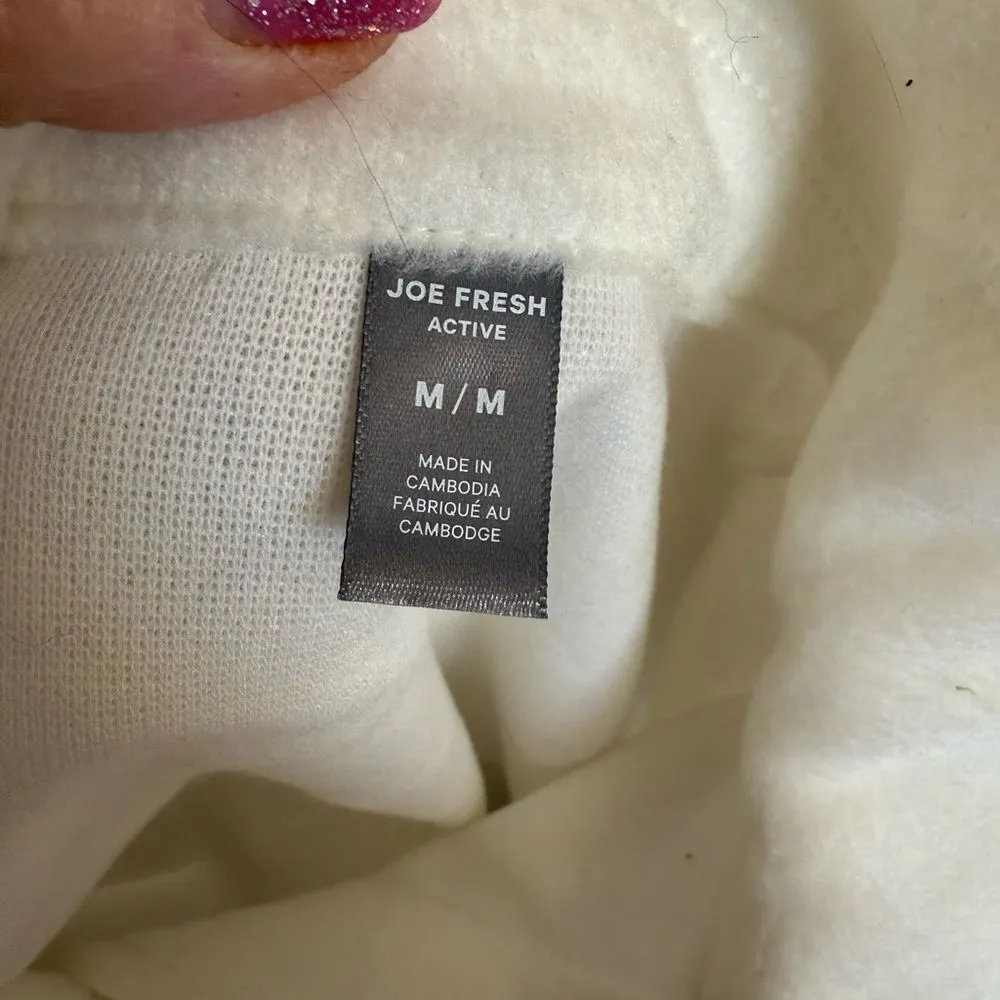 JOE FRESH
ACTIVE
M / M
MADE IN
CAMBODIA
FABRIQUÉ AU
CAMBODGE